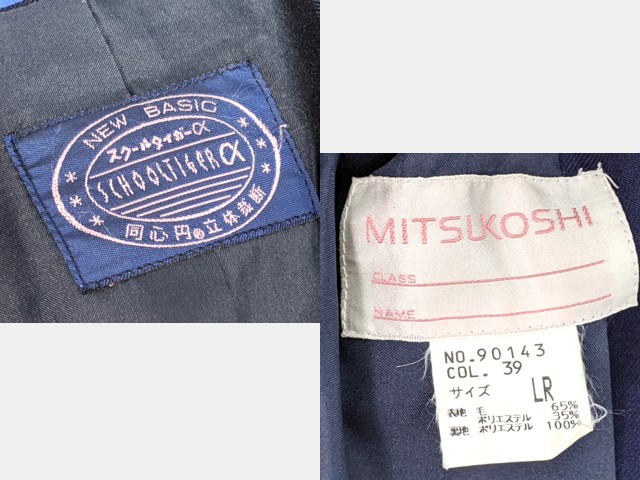 NEW BASIC
スクールタイガーα
SCHOOLTIGER α
同心円®立体裁断
MITSUKOSHI
CLASS
NAME
NO.90143
COL. 39
サイズ LR
表地 毛 65%
ポリエステル 35%
裏地 ポリエステル 100%